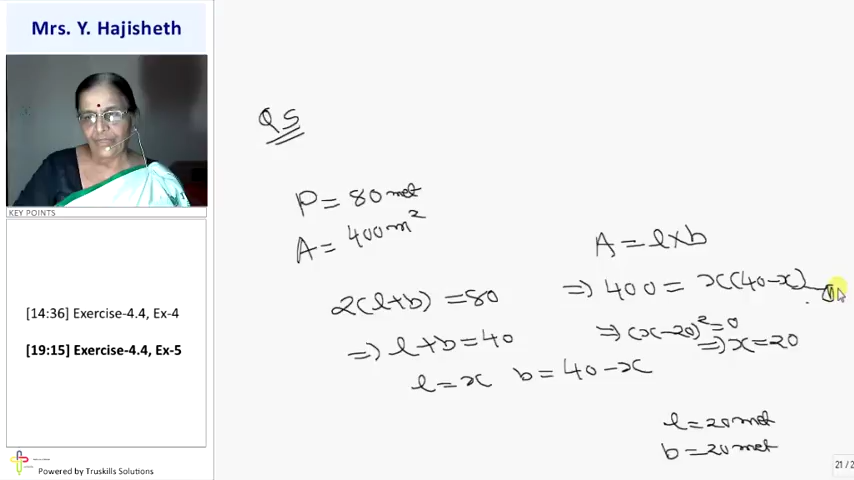 Mrs. Y. Hajisheth
KEY POINTS
[14:36] Exercise-4.4, Ex-4
[19:15] Exercise-4.4, Ex-5
Powered by Truskills Solutions
Q5
P = 80 met
A = 400m²
2(l+b) = 80
=> l+b = 40
l = x b = 40-x
A = l×b
=> 400 = x(40-x)
=> (x-20)² = 0
=> x = 20
l = 20 met
b = 20 met
21/2